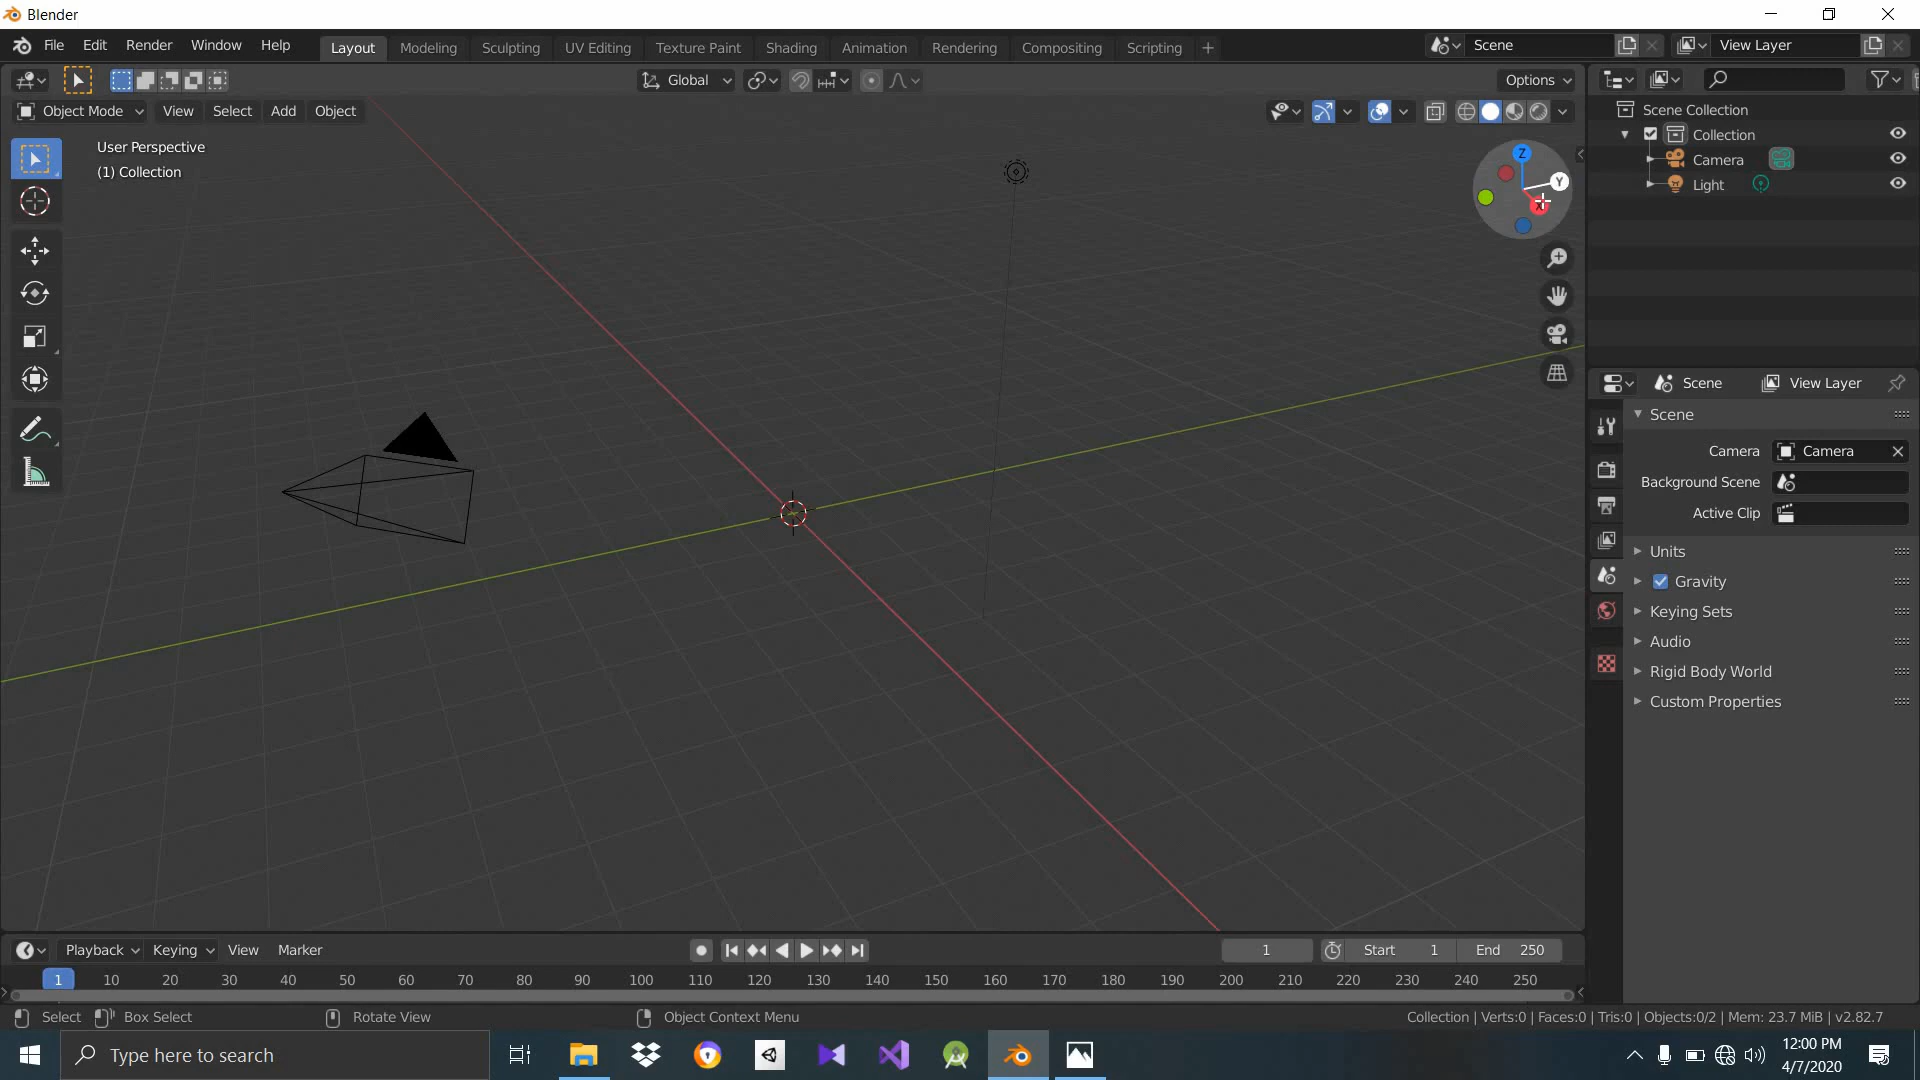 Blender
File Edit Render Window Help Layout Modeling Sculpting UV Editing Texture Paint Shading Animation Rendering Compositing Scripting + Scene View Layer
Global Options
Object Mode View Select Add Object
User Perspective
(1) Collection
Z
Y
X
Scene Collection
Collection
Camera
Light
Scene View Layer
Scene
Camera Camera
Background Scene
Active Clip
Units
Gravity
Keying Sets
Audio
Rigid Body World
Custom Properties
Playback Keying View Marker 1 Start 1 End 250
1 10 20 30 40 50 60 70 80 90 100 110 120 130 140 150 160 170 180 190 200 210 220 230 240 250
Select Box Select Rotate View Object Context Menu Collection | Verts:0 | Faces:0 | Tris:0 | Objects:0/2 | Mem: 23.7 MiB | v2.82.7
Type here to search
12:00 PM
4/7/2020